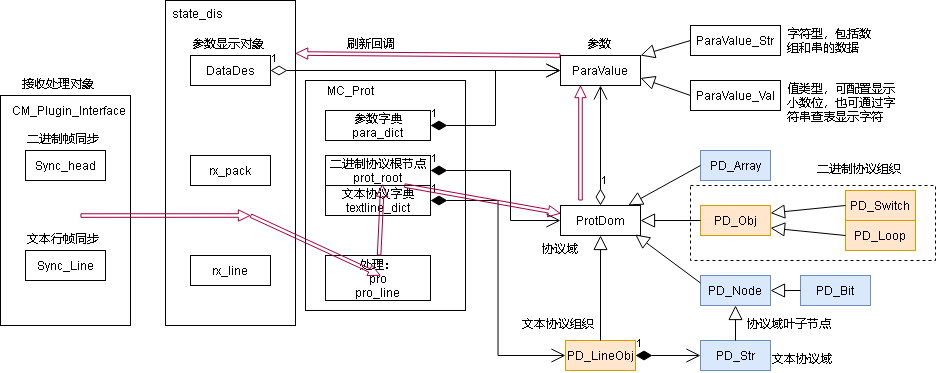 接收处理对象
CM_Plugin_Interface
二进制帧同步
Sync_head
文本行帧同步
Sync_Line
state_dis
参数显示对象
DataDes
1
rx_pack
rx_line
刷新回调
MC_Prot
参数字典
para_dict
1
二进制协议根节点
prot_root
1
文本协议字典
textline_dict
1
处理:
pro
pro_line
参数
ParaValue
ParaValue_Str
字符型，包括数
组和串的数据
ParaValue_Val
值类型，可配置显示
小数位，也可通过字
符串查表显示字符
1
ProtDom
协议域
PD_Array
二进制协议组织
PD_Obj
PD_Switch
PD_Loop
PD_Node
PD_Bit
协议域叶子节点
文本协议组织
PD_LineObj
1
PD_Str
文本协议域